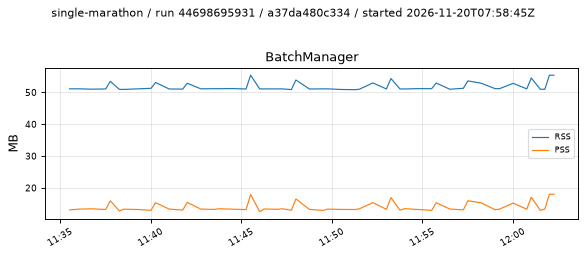 single-marathon / run 44698695931 / a37da480c334 / started 2026-11-20T07:58:45Z
BatchManager
MB
50
40
30
20
RSS
PSS
11:35
11:40
11:45
11:50
11:55
12:00